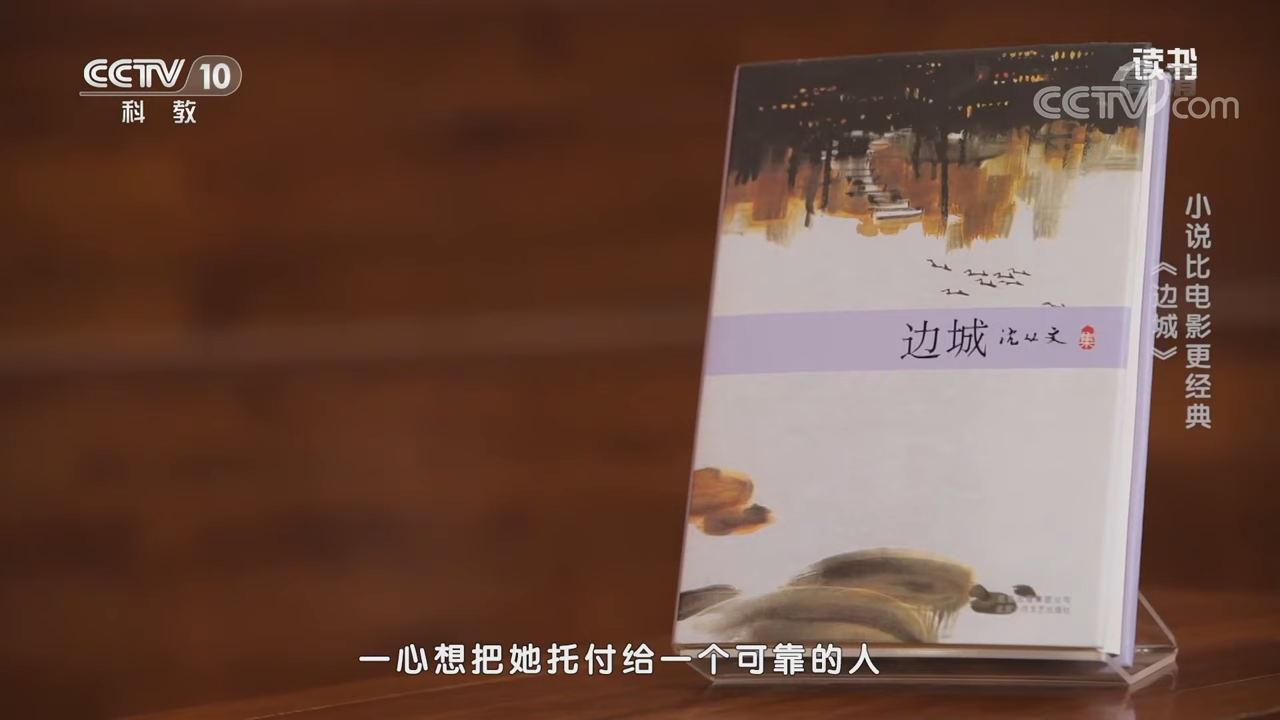 CCTV 10
科教
读书
CCTV.com
小说比电影更经典
《边城》
边城 沈从文 集
一心想把她托付给一个可靠的人